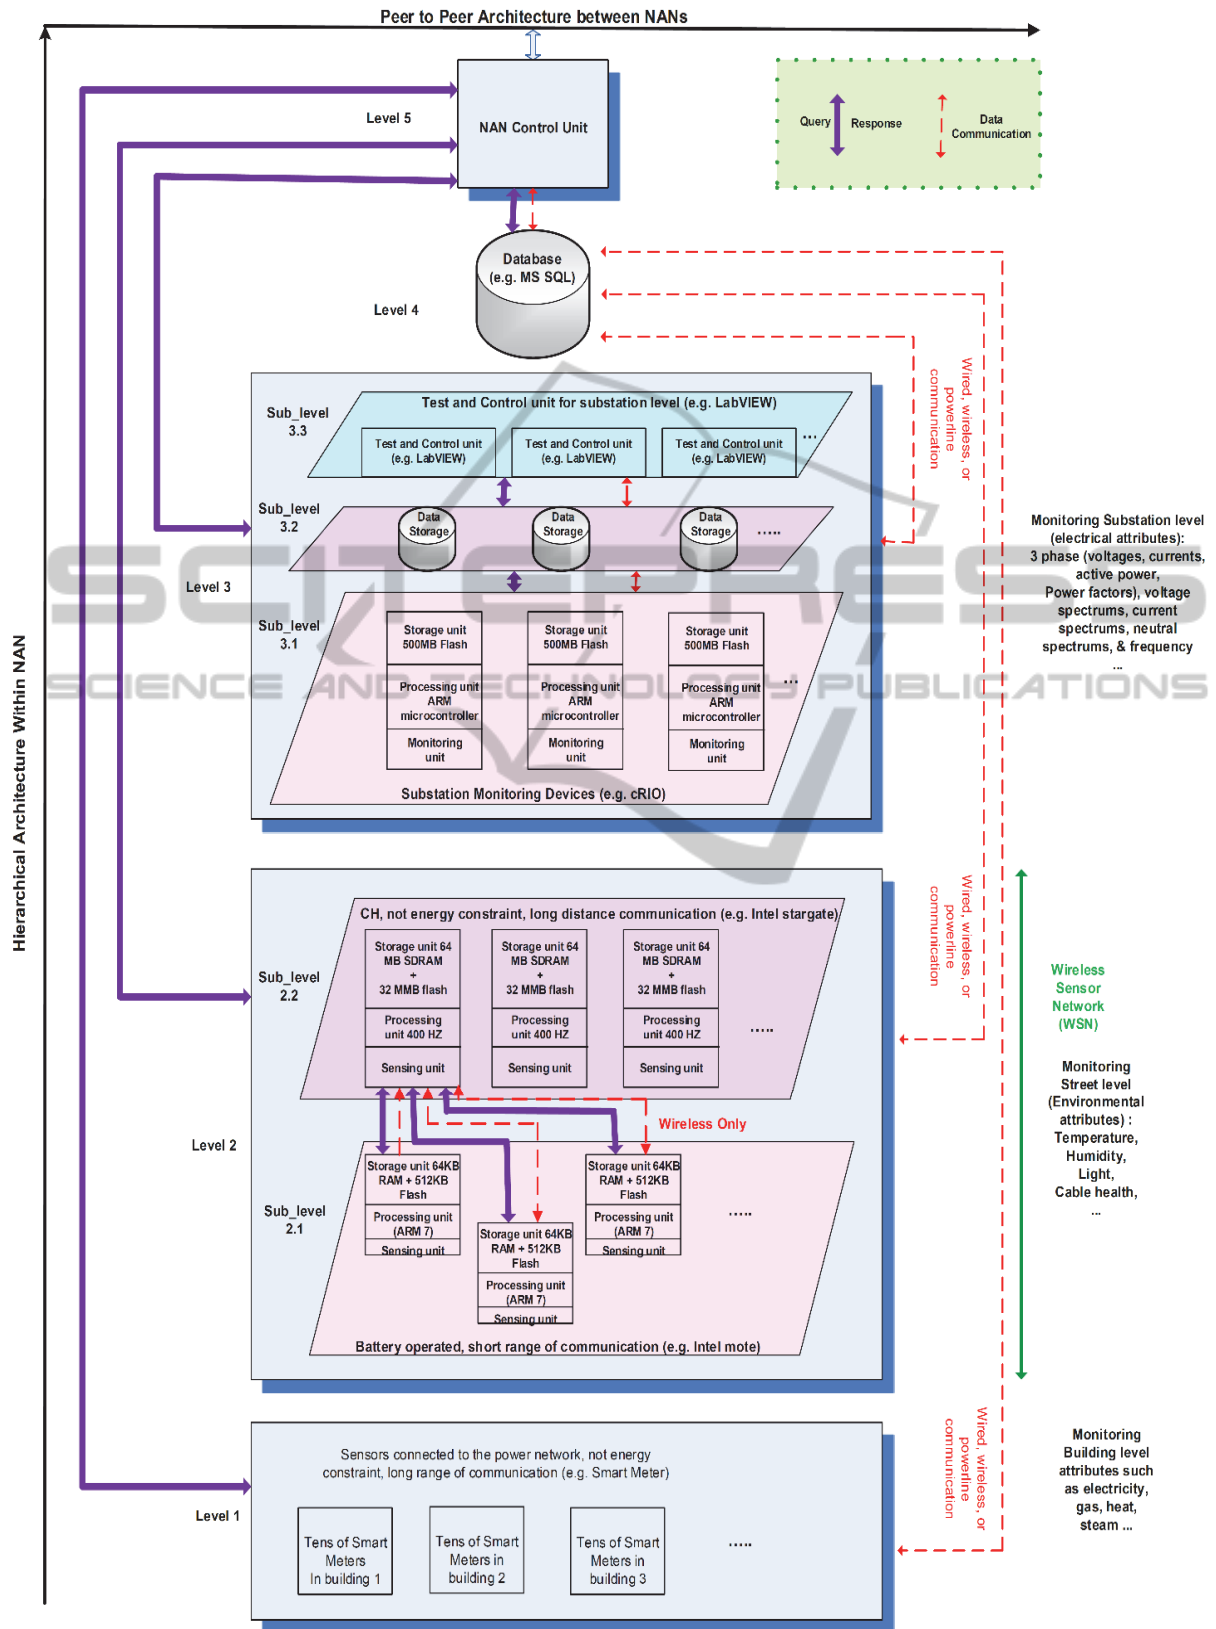 Peer to Peer Architecture between NANs
Level 5
NAN Control Unit
Query
Response
Data
Communication
Database
(e.g. MS SQL)
Level 4
Wired, wireless, or
powerline
communication
Sub_level
3.3
Test and Control unit for substation level (e.g. LabVIEW)
Test and Control unit
(e.g. LabVIEW)
Test and Control unit
(e.g. LabVIEW)
Test and Control unit
(e.g. LabVIEW)
...
Sub_level
3.2
Data
Storage
Data
Storage
Data
Storage
.....
Level 3
Sub_level
3.1
Storage unit
500MB Flash
Processing unit
ARM
microcontroller
Monitoring
unit
Storage unit
500MB Flash
Processing unit
ARM
microcontroller
Monitoring
unit
Storage unit
500MB Flash
Processing unit
ARM
microcontroller
Monitoring
unit
...
Substation Monitoring Devices (e.g. cRIO)
Monitoring Substation level
(electrical attributes):
3 phase (voltages, currents,
active power,
Power factors), voltage
spectrums, current
spectrums, neutral
spectrums, & frequency
...
SCITEPRESS
SCIENCE AND TECHNOLOGY PUBLICATIONS
Hierarchical Architecture Within NAN
Wired, wireless, or
powerline
communication
Sub_level
2.2
CH, not energy constraint, long distance communication (e.g. Intel stargate)
Storage unit 64
MB SDRAM
+
32 MMB flash
Processing
unit 400 HZ
Sensing unit
Storage unit 64
MB SDRAM
+
32 MMB flash
Processing
unit 400 HZ
Sensing unit
Storage unit 64
MB SDRAM
+
32 MMB flash
Processing
unit 400 HZ
Sensing unit
.....
Wireless
Sensor
Network
(WSN)
Monitoring
Street level
(Environmental
attributes) :
Temperature,
Humidity,
Light,
Cable health,
...
Wireless Only
Level 2
Sub_level
2.1
Storage unit 64KB
RAM + 512KB
Flash
Processing unit
(ARM 7)
Sensing unit
Storage unit 64KB
RAM + 512KB
Flash
Processing unit
(ARM 7)
Sensing unit
Storage unit 64KB
RAM + 512KB
Flash
Processing unit
(ARM 7)
Sensing unit
.....
Battery operated, short range of communication (e.g. Intel mote)
Wired, wireless, or
powerline
communication
Level 1
Sensors connected to the power network, not energy
constraint, long range of communication (e.g. Smart Meter)
Tens of Smart
Meters
In building 1
Tens of Smart
Meters in
building 2
Tens of Smart
Meters in
building 3
.....
Monitoring
Building level
attributes such
as electricity,
gas, heat,
steam ...